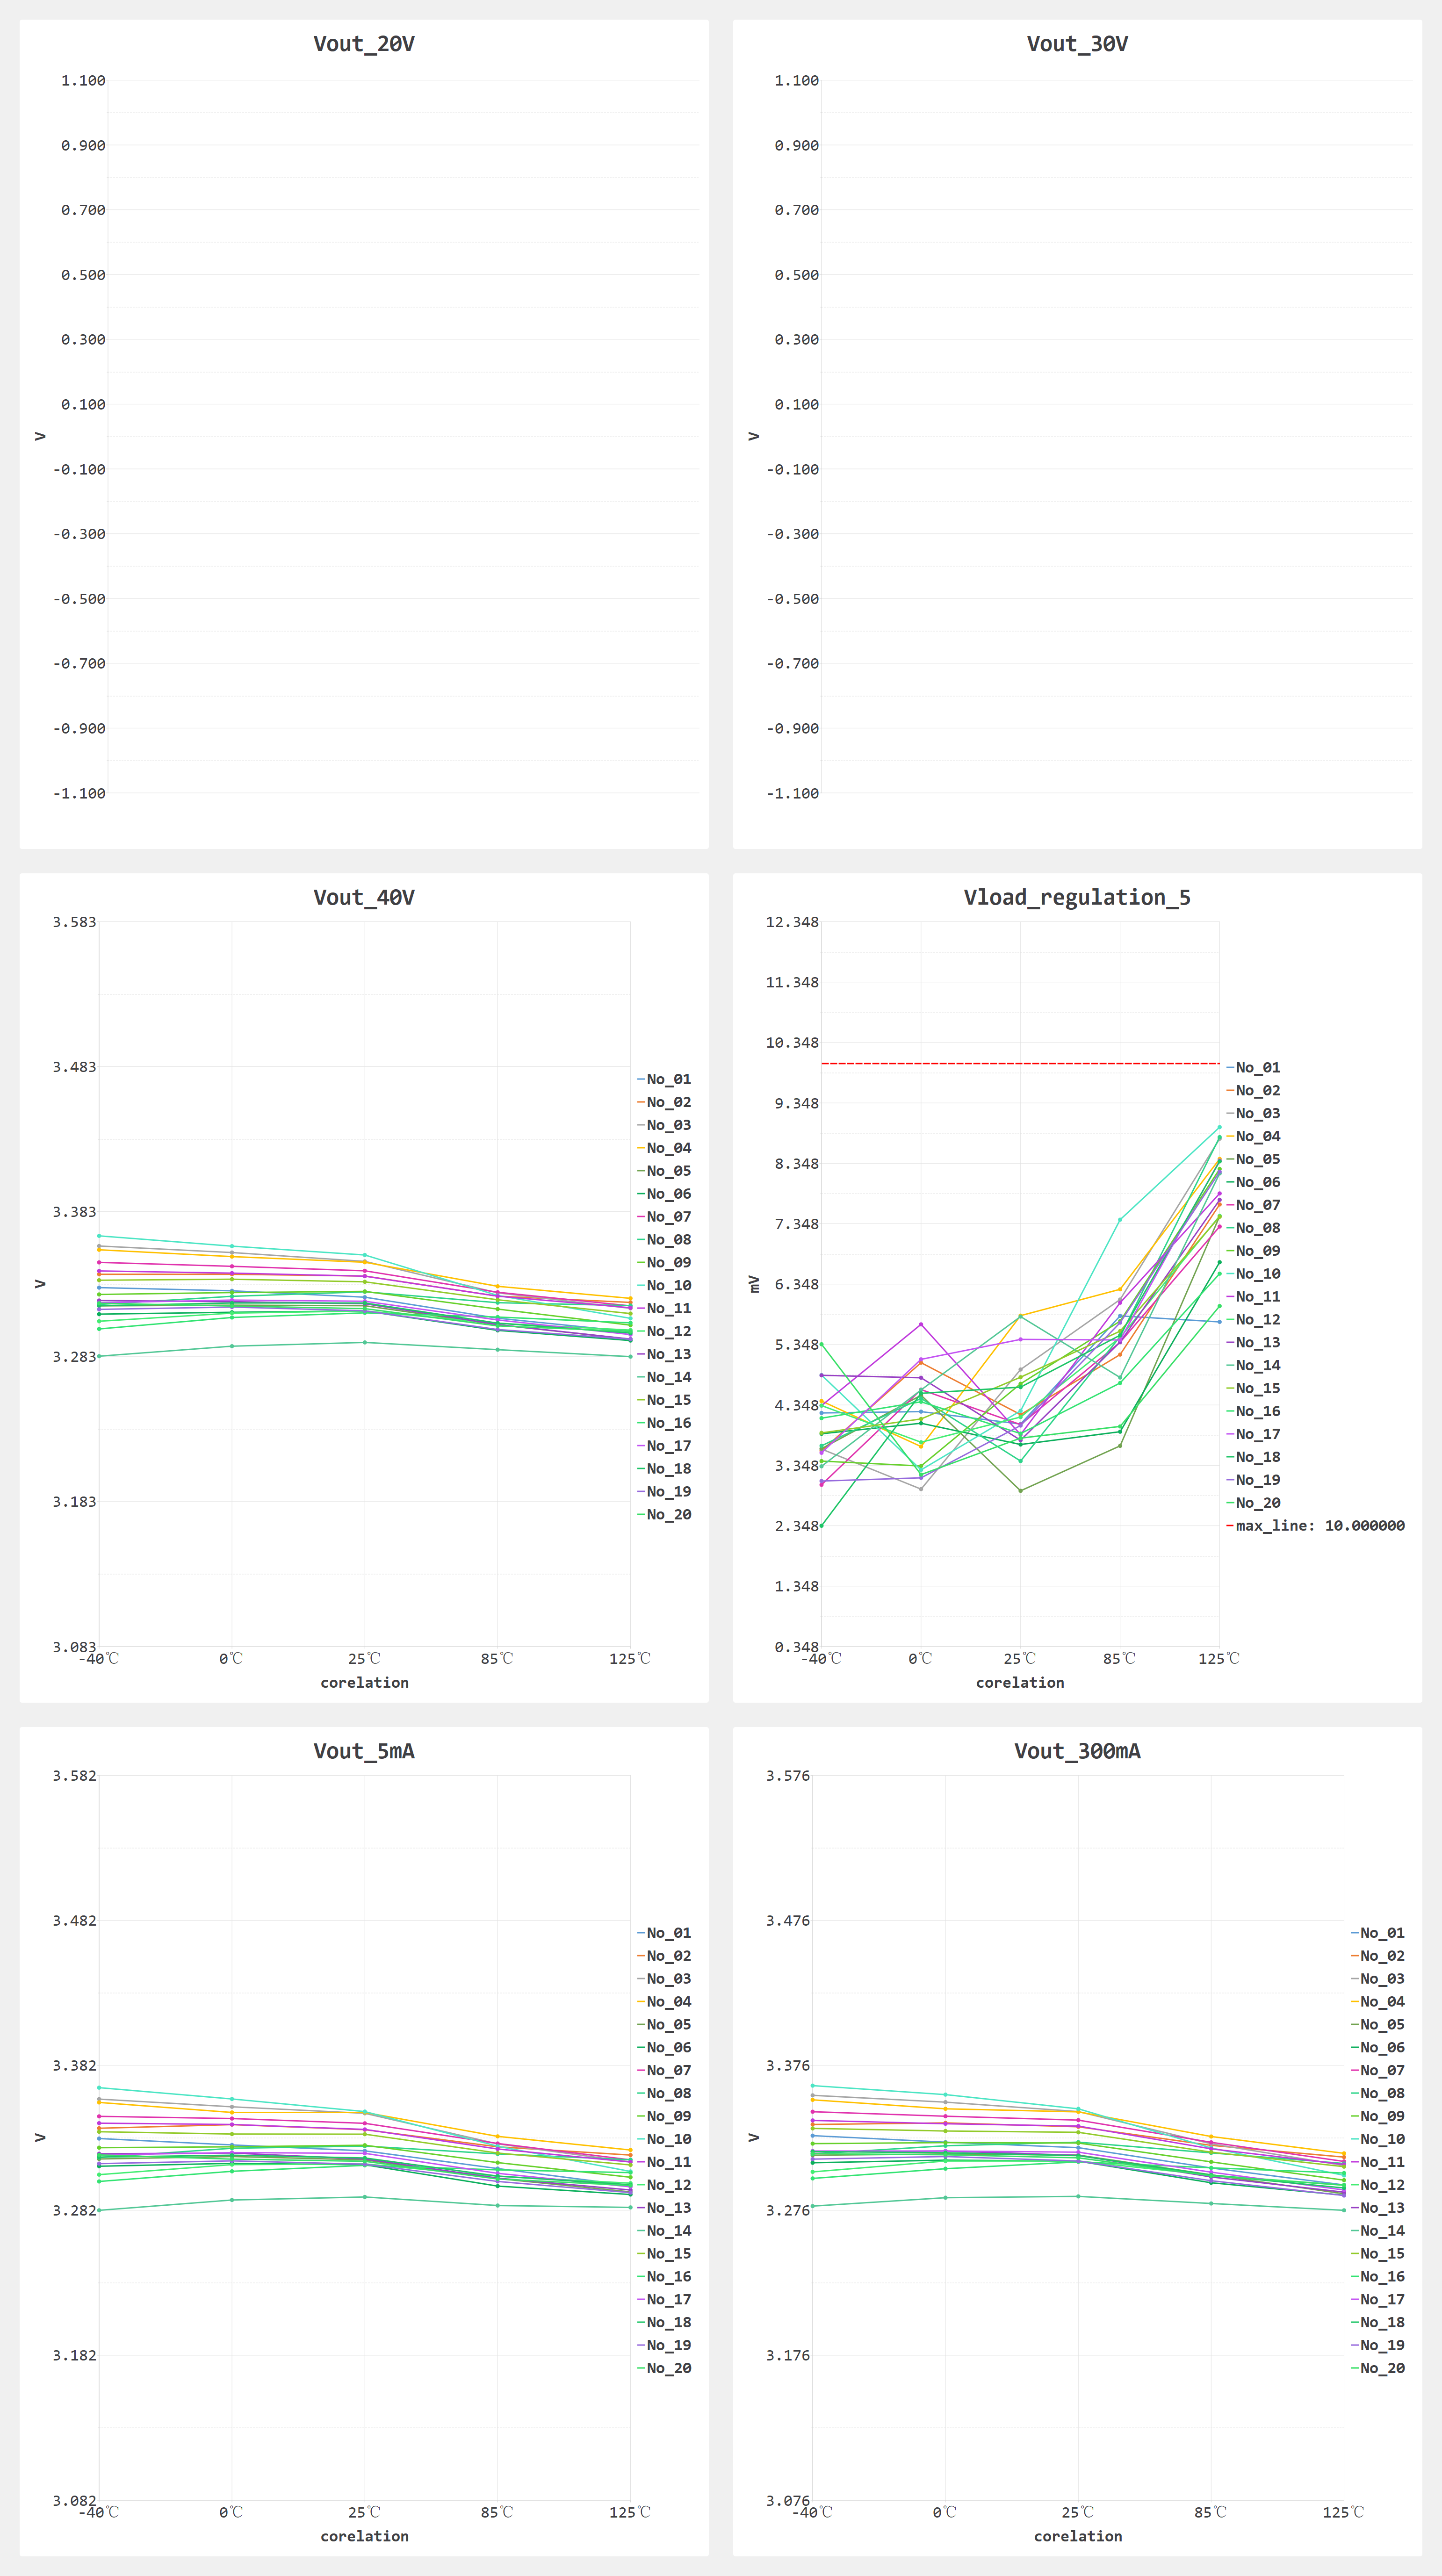 Vout_20V
1.100
0.900
0.700
0.500
0.300
0.100
-0.100
-0.300
-0.500
-0.700
-0.900
-1.100
V
Vout_30V
1.100
0.900
0.700
0.500
0.300
0.100
-0.100
-0.300
-0.500
-0.700
-0.900
-1.100
V
Vout_40V
3.583
3.483
3.383
3.283
3.183
3.083
V
-40℃ 0℃ 25℃ 85℃ 125℃
corelation
No_01
No_02
No_03
No_04
No_05
No_06
No_07
No_08
No_09
No_10
No_11
No_12
No_13
No_14
No_15
No_16
No_17
No_18
No_19
No_20
Vload_regulation_5
12.348
11.348
10.348
9.348
8.348
7.348
6.348
5.348
4.348
3.348
2.348
1.348
0.348
mV
-40℃ 0℃ 25℃ 85℃ 125℃
corelation
No_01
No_02
No_03
No_04
No_05
No_06
No_07
No_08
No_09
No_10
No_11
No_12
No_13
No_14
No_15
No_16
No_17
No_18
No_19
No_20
max_line: 10.000000
Vout_5mA
3.582
3.482
3.382
3.282
3.182
3.082
V
-40℃ 0℃ 25℃ 85℃ 125℃
corelation
No_01
No_02
No_03
No_04
No_05
No_06
No_07
No_08
No_09
No_10
No_11
No_12
No_13
No_14
No_15
No_16
No_17
No_18
No_19
No_20
Vout_300mA
3.576
3.476
3.376
3.276
3.176
3.076
V
-40℃ 0℃ 25℃ 85℃ 125℃
corelation
No_01
No_02
No_03
No_04
No_05
No_06
No_07
No_08
No_09
No_10
No_11
No_12
No_13
No_14
No_15
No_16
No_17
No_18
No_19
No_20